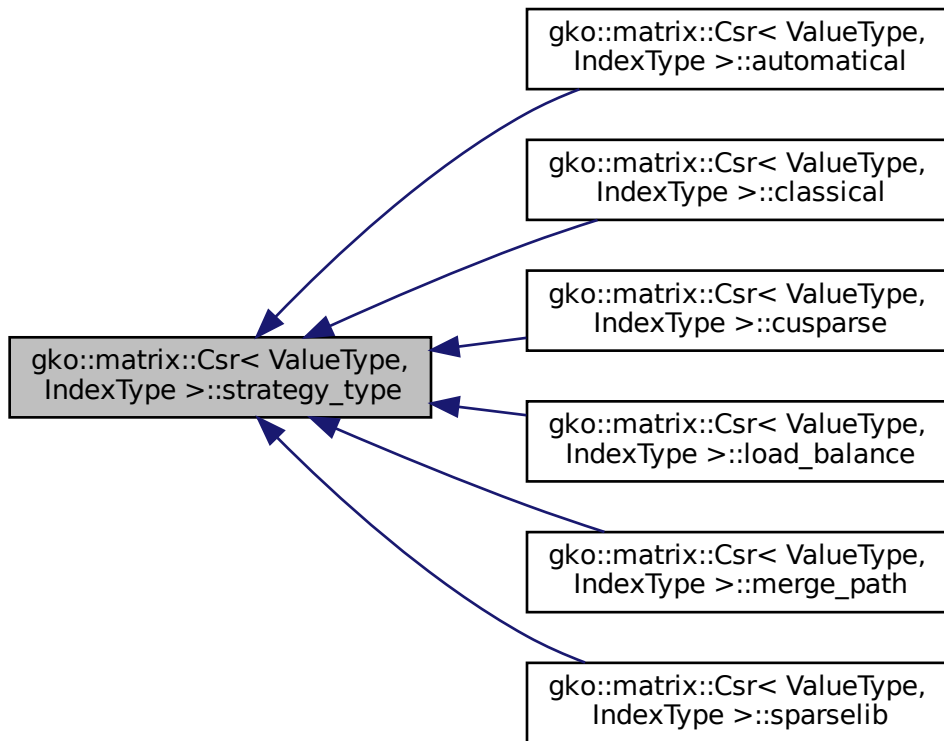 gko::matrix::Csr< ValueType,
IndexType >::automatical
gko::matrix::Csr< ValueType,
IndexType >::classical
gko::matrix::Csr< ValueType,
IndexType >::cusparse
gko::matrix::Csr< ValueType,
IndexType >::strategy_type
gko::matrix::Csr< ValueType,
IndexType >::load_balance
gko::matrix::Csr< ValueType,
IndexType >::merge_path
gko::matrix::Csr< ValueType,
IndexType >::sparselib